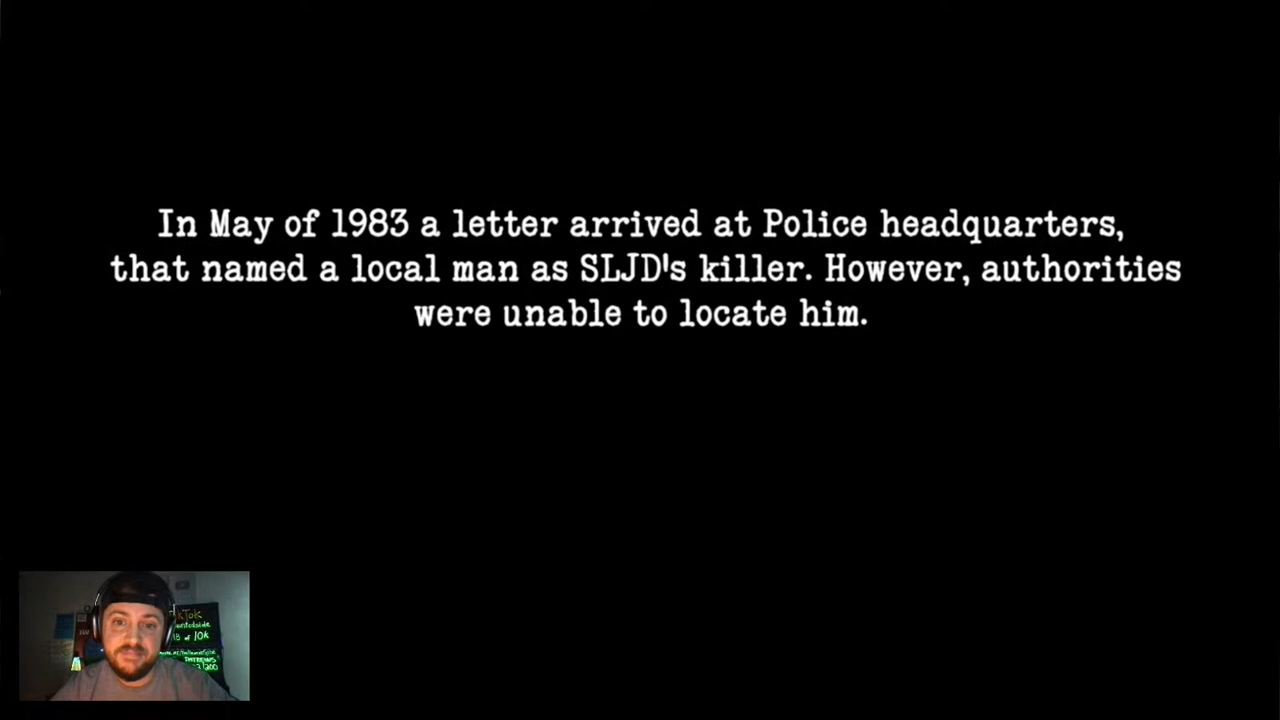 In May of 1983 a letter arrived at Police headquarters,
that named a local man as SLJD's killer. However, authorities
were unable to locate him.
10k